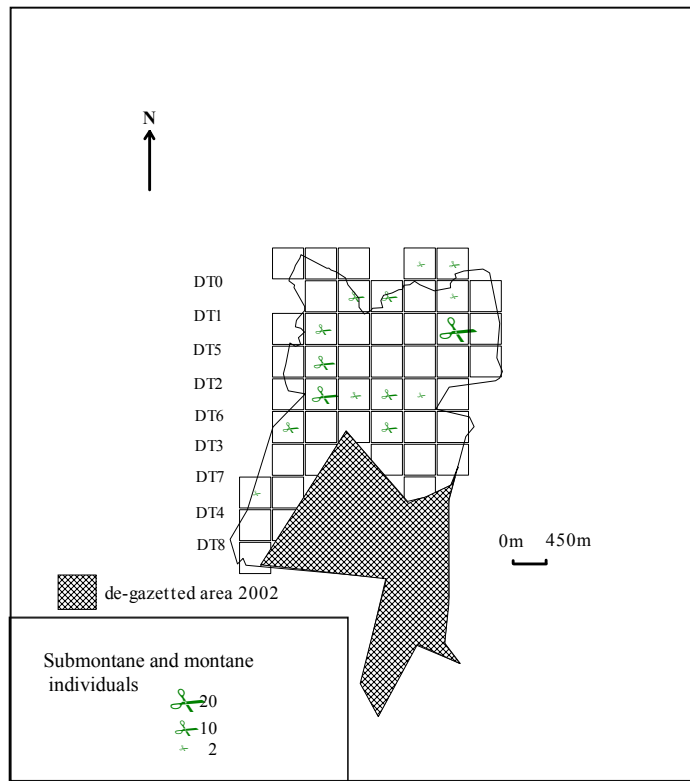 N
DT0
DT1
DT5
DT2
DT6
DT3
DT7
DT4
DT8
0m 450m
de-gazetted area 2002
Submontane and montane
individuals
20
10
2